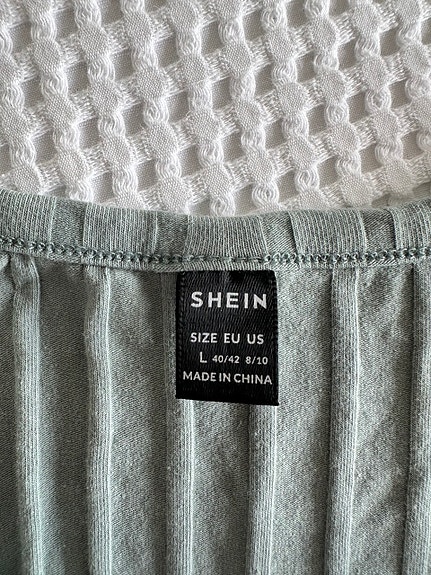 SHEIN
SIZE EU US
L 40/42 8/10
MADE IN CHINA